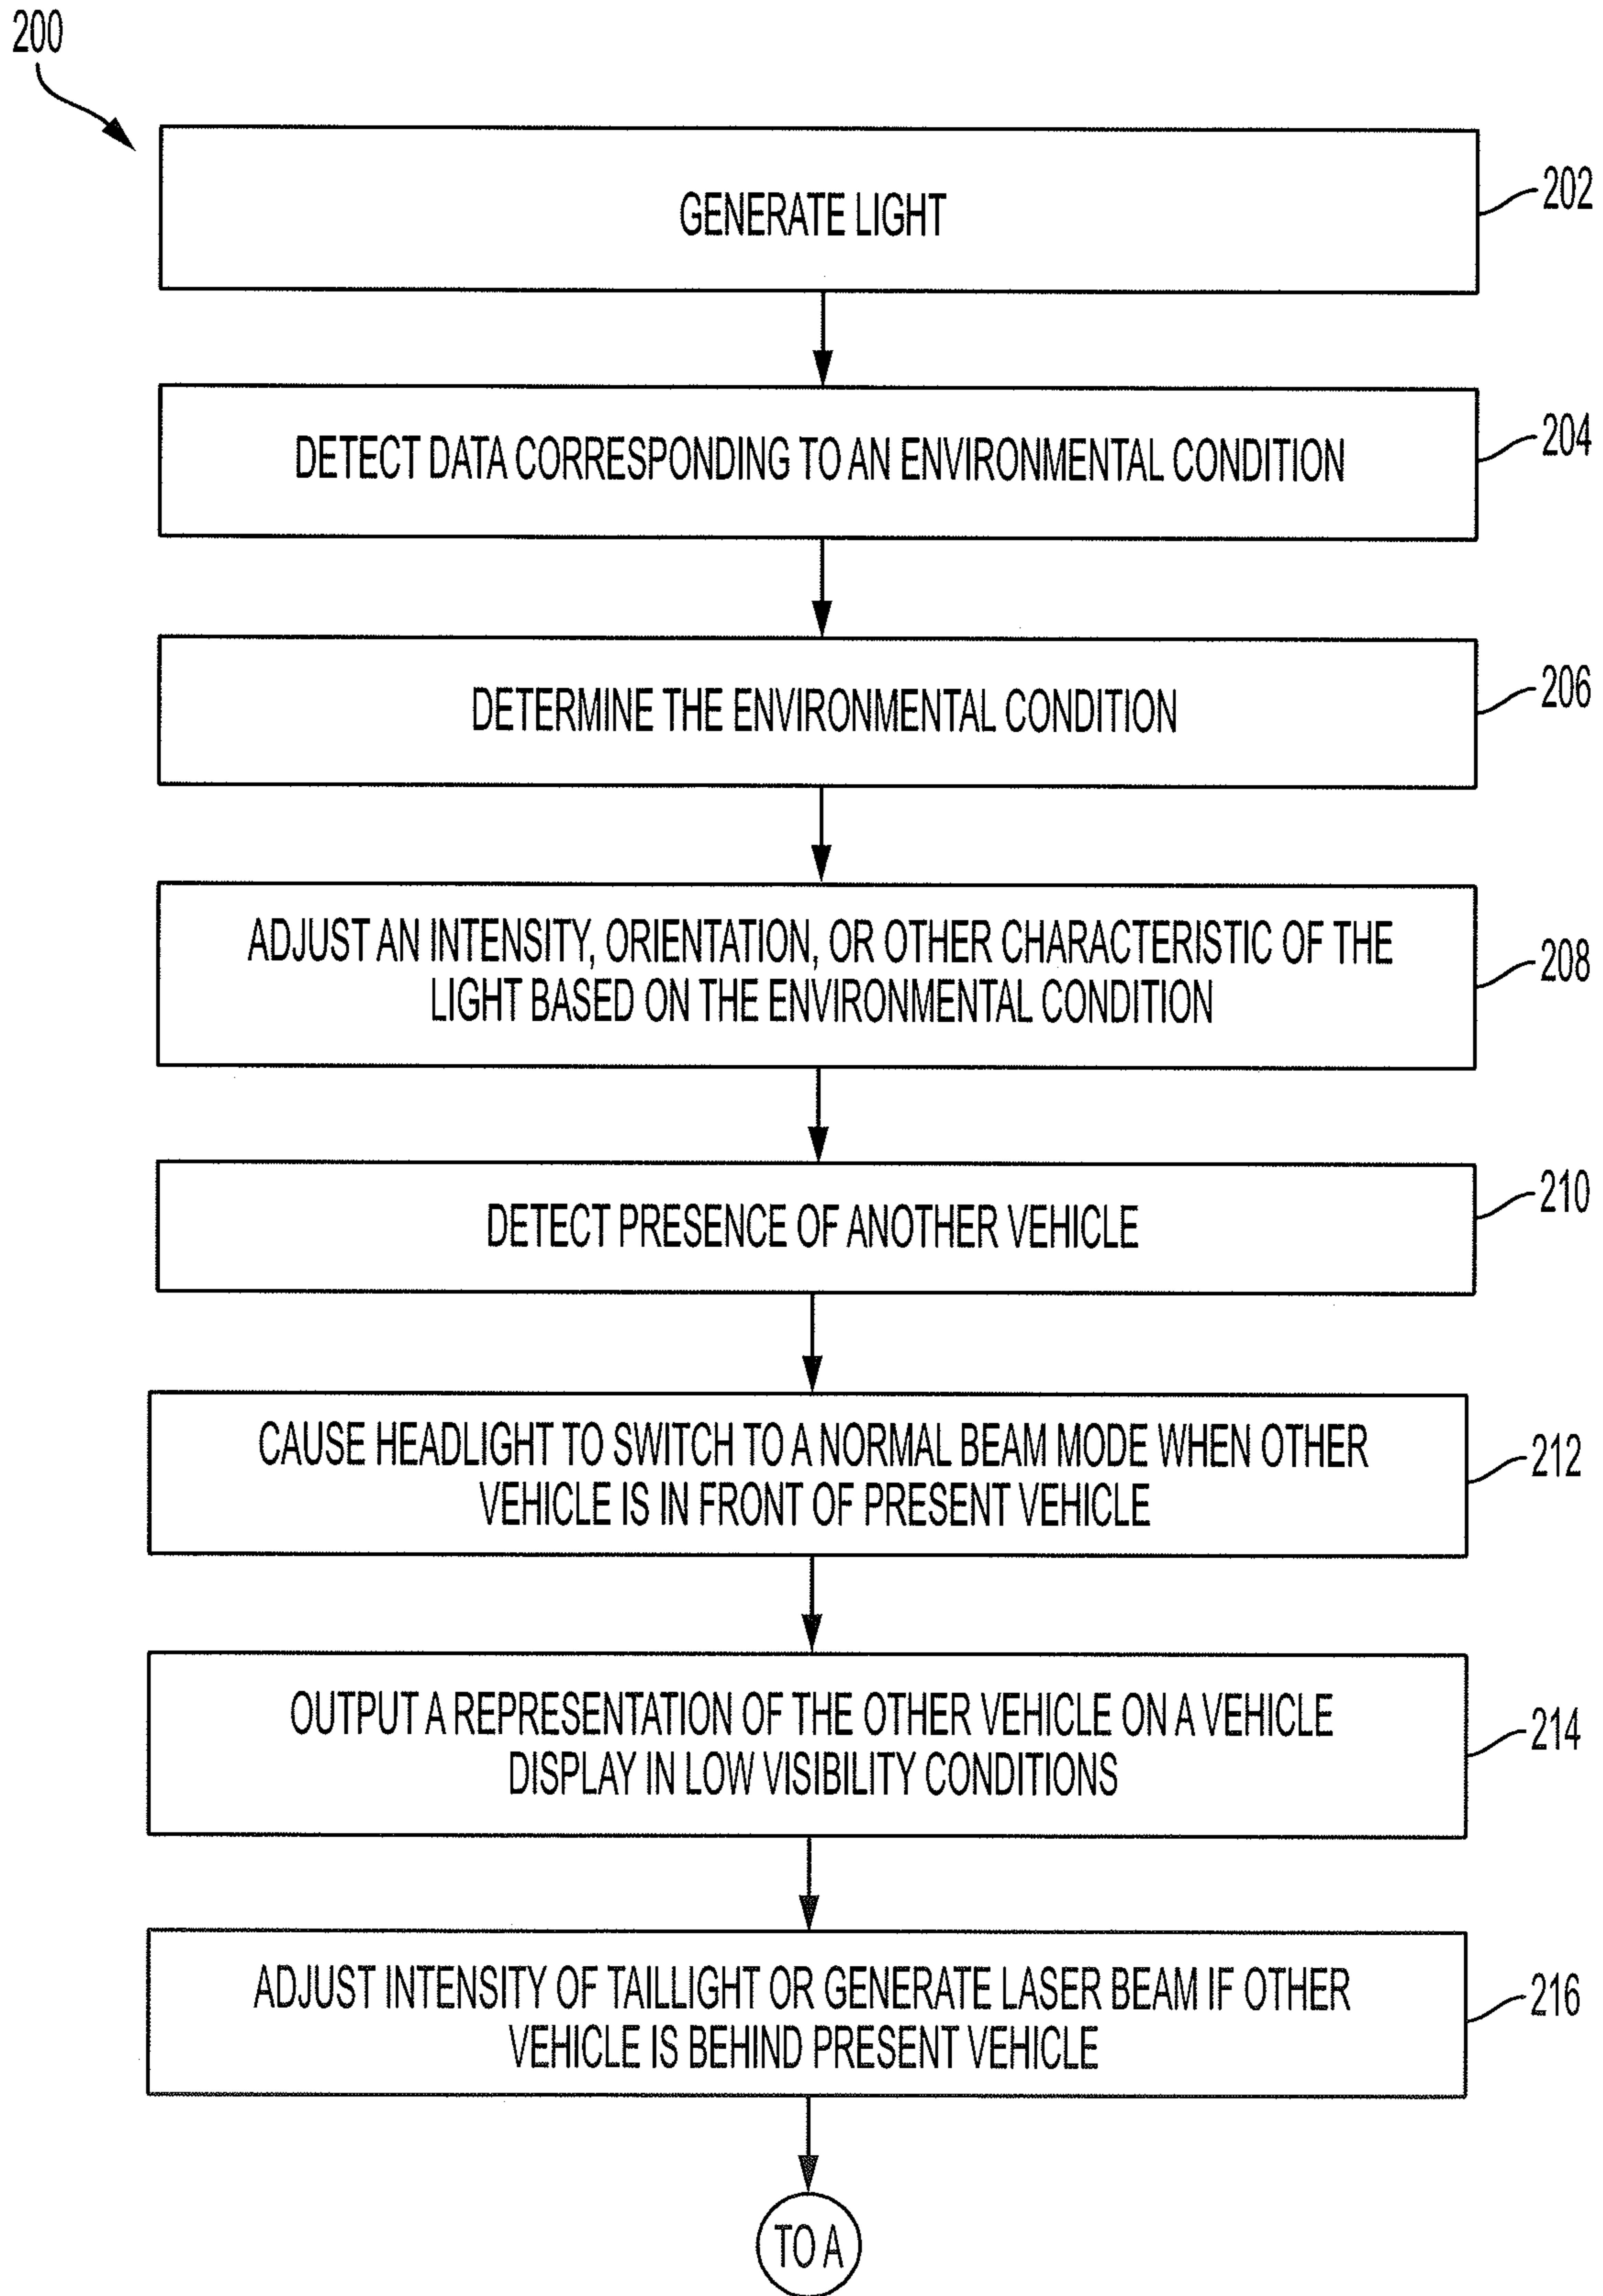 200
GENERATE LIGHT
202
DETECT DATA CORRESPONDING TO AN ENVIRONMENTAL CONDITION
204
DETERMINE THE ENVIRONMENTAL CONDITION
206
ADJUST AN INTENSITY, ORIENTATION, OR OTHER CHARACTERISTIC OF THE
LIGHT BASED ON THE ENVIRONMENTAL CONDITION
208
DETECT PRESENCE OF ANOTHER VEHICLE
210
CAUSE HEADLIGHT TO SWITCH TO A NORMAL BEAM MODE WHEN OTHER
VEHICLE IS IN FRONT OF PRESENT VEHICLE
212
OUTPUT A REPRESENTATION OF THE OTHER VEHICLE ON A VEHICLE
DISPLAY IN LOW VISIBILITY CONDITIONS
214
ADJUST INTENSITY OF TAILLIGHT OR GENERATE LASER BEAM IF OTHER
VEHICLE IS BEHIND PRESENT VEHICLE
216
TO A